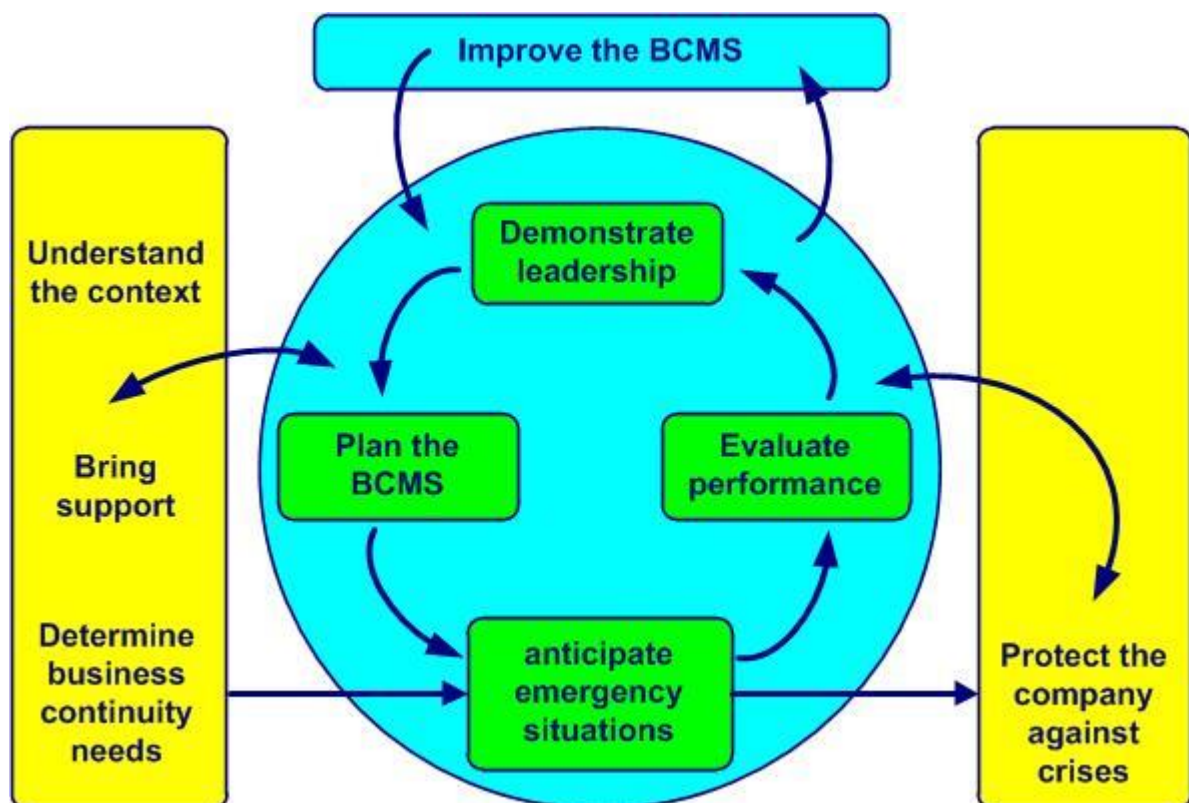 Improve the BCMS
Understand
the context
Bring
support
Determine
business
continuity
needs
Demonstrate
leadership
Plan the
BCMS
Evaluate
performance
anticipate
emergency
situations
Protect the
company
against
crises